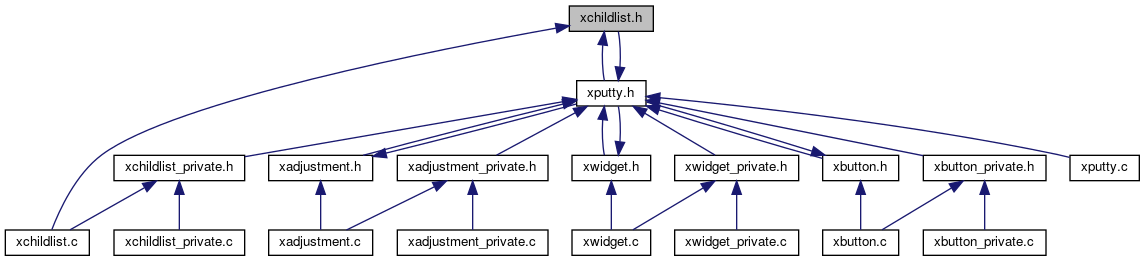 xchildlist.h
xputty.h
xchildlist_private.h
xadjustment.h
xadjustment_private.h
xwidget.h
xwidget_private.h
xbutton.h
xbutton_private.h
xputty.c
xchildlist.c
xchildlist_private.c
xadjustment.c
xadjustment_private.c
xwidget.c
xwidget_private.c
xbutton.c
xbutton_private.c